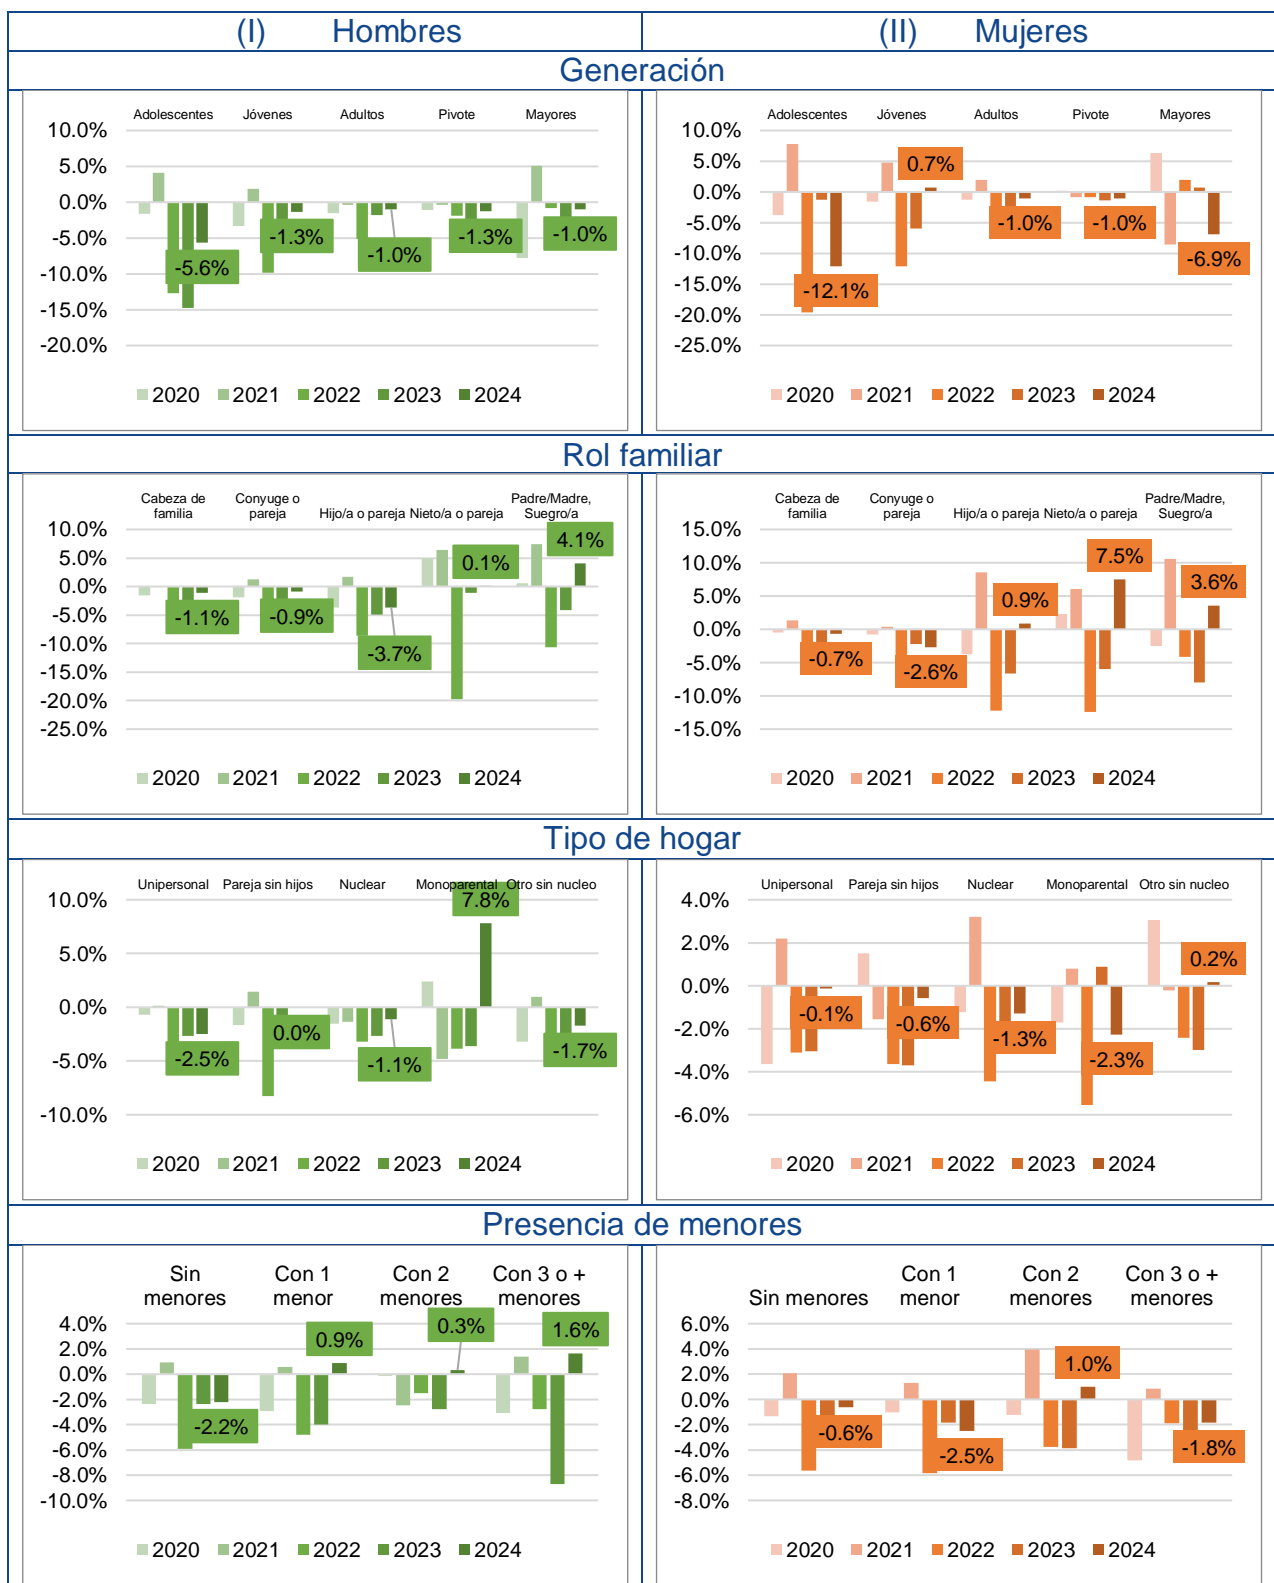 (I) Hombres
(II) Mujeres
Generación
Adolescentes Jóvenes Adultos Pivote Mayores
10.0%
5.0%
0.0%
-5.0%
-10.0%
-15.0%
-20.0%
-5.6%
-1.3%
-1.0%
-1.3%
-1.0%
2020 2021 2022 2023 2024
Adolescentes Jóvenes Adultos Pivote Mayores
10.0%
5.0%
0.0%
-5.0%
-10.0%
-15.0%
-20.0%
-25.0%
-12.1%
0.7%
-1.0%
-1.0%
-6.9%
2020 2021 2022 2023 2024
Rol familiar
Cabeza de familia
Conyuge o pareja
Hijo/a o pareja
Nieto/a o pareja
Padre/Madre, Suegro/a
10.0%
5.0%
0.0%
-5.0%
-10.0%
-15.0%
-20.0%
-25.0%
-1.1%
-0.9%
-3.7%
0.1%
4.1%
2020 2021 2022 2023 2024
Cabeza de familia
Conyuge o pareja
Hijo/a o pareja
Nieto/a o pareja
Padre/Madre, Suegro/a
15.0%
10.0%
5.0%
0.0%
-5.0%
-10.0%
-15.0%
-0.7%
-2.6%
0.9%
7.5%
3.6%
2020 2021 2022 2023 2024
Tipo de hogar
Unipersonal Pareja sin hijos Nuclear Monoparental Otro sin nucleo
10.0%
5.0%
0.0%
-5.0%
-10.0%
-2.5%
0.0%
-1.1%
7.8%
-1.7%
2020 2021 2022 2023 2024
Unipersonal Pareja sin hijos Nuclear Monoparental Otro sin nucleo
4.0%
2.0%
0.0%
-2.0%
-4.0%
-6.0%
-0.1%
-0.6%
-1.3%
-2.3%
0.2%
2020 2021 2022 2023 2024
Presencia de menores
Sin menores
Con 1 menor
Con 2 menores
Con 3 o + menores
4.0%
2.0%
0.0%
-2.0%
-4.0%
-6.0%
-8.0%
-10.0%
-2.2%
0.9%
0.3%
1.6%
2020 2021 2022 2023 2024
Sin menores
Con 1 menor
Con 2 menores
Con 3 o + menores
6.0%
4.0%
2.0%
0.0%
-2.0%
-4.0%
-6.0%
-8.0%
-0.6%
-2.5%
1.0%
-1.8%
2020 2021 2022 2023 2024